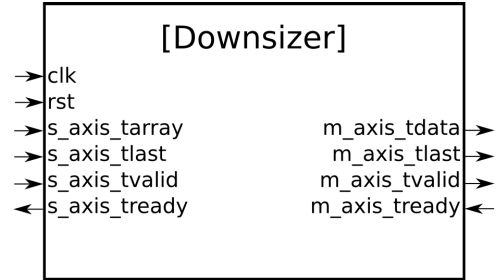 [Downsizer]
clk
rst
s_axis_tarray
s_axis_tlast
s_axis_tvalid
s_axis_tready
m_axis_tdata
m_axis_tlast
m_axis_tvalid
m_axis_tready